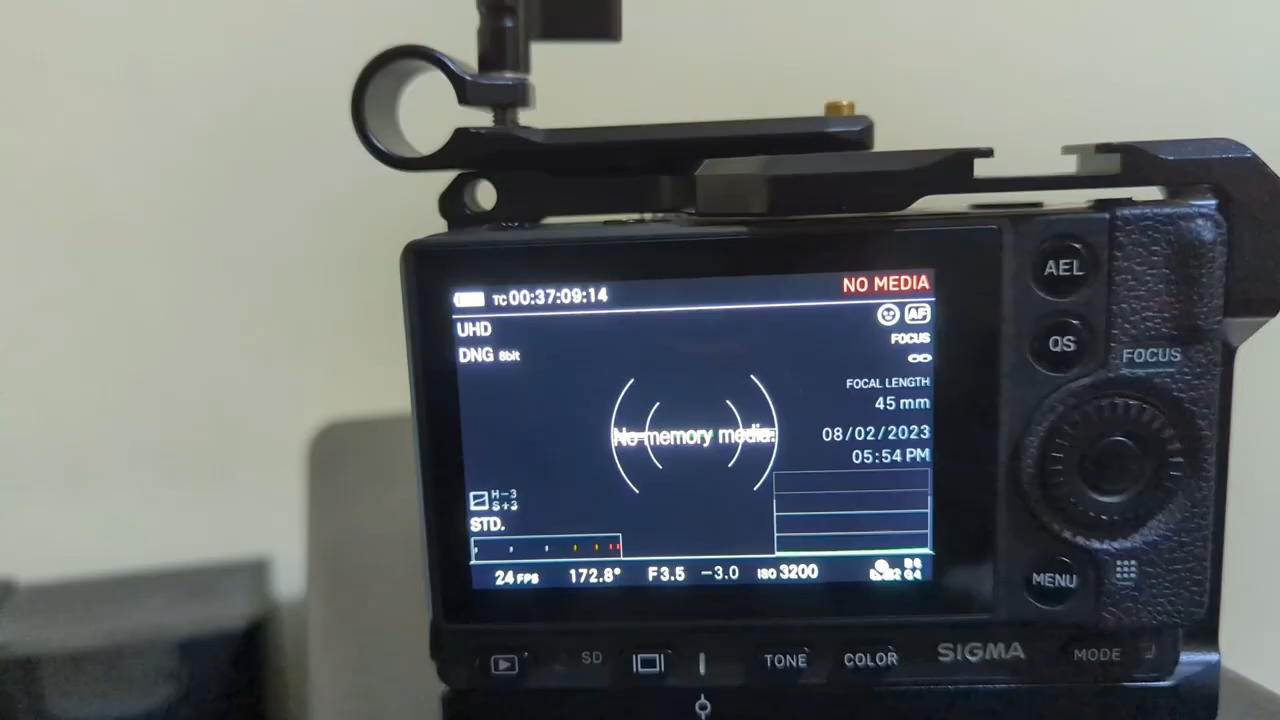 TC 00:37:09:14
NO MEDIA
UHD
AF
DNG 8bit
FOCUS
FOCAL LENGTH
45 mm
No memory media.
08/02/2023
05:54 PM
H-3
S+3
STD.
24 FPS 172.8° F3.5 -3.0 ISO 3200
AEL
QS
FOCUS
MENU
SD
TONE
COLOR
SIGMA
MODE